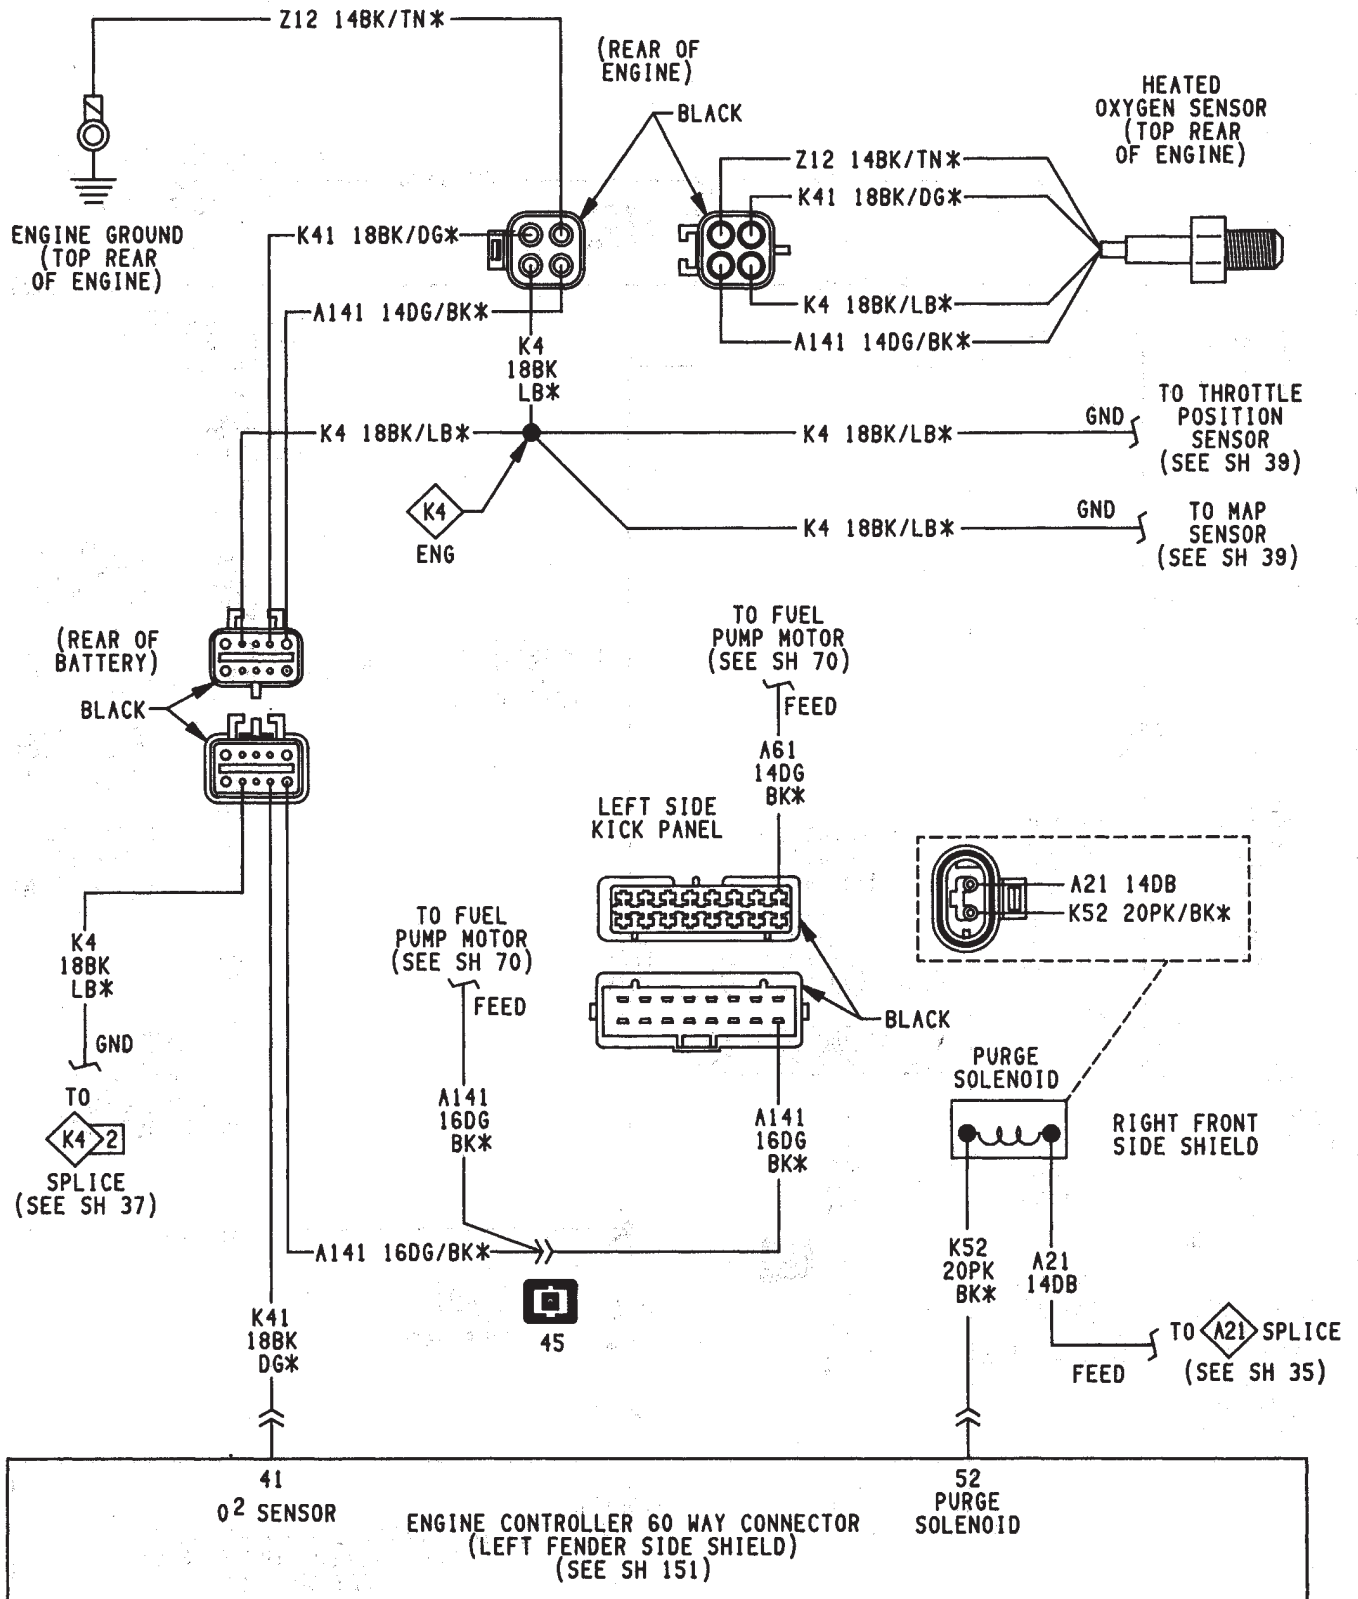 Z12 14BK/TN*
(REAR OF
ENGINE)
BLACK
HEATED
OXYGEN SENSOR
(TOP REAR
OF ENGINE)
Z12 14BK/TN*
K41 18BK/DG*
ENGINE GROUND
(TOP REAR
OF ENGINE)
K41 18BK/DG*
A141 14DG/BK*
K4 18BK/LB*
A141 14DG/BK*
K4
18BK
LB*
K4 18BK/LB*
K4 18BK/LB*
GND
TO THROTTLE
POSITION
SENSOR
(SEE SH 39)
K4
ENG
K4 18BK/LB*
GND
TO MAP
SENSOR
(SEE SH 39)
(REAR OF
BATTERY)
BLACK
TO FUEL
PUMP MOTOR
(SEE SH 70)
FEED
A61
14DG
BK*
LEFT SIDE
KICK PANEL
A21 14DB
K52 20PK/BK*
TO FUEL
PUMP MOTOR
(SEE SH 70)
FEED
K4
18BK
LB*
GND
TO
K4 2
SPLICE
(SEE SH 37)
BLACK
PURGE
SOLENOID
RIGHT FRONT
SIDE SHIELD
A141
16DG
BK*
A141
16DG
BK*
A141 16DG/BK*
45
K52
20PK
BK*
A21
14DB
TO A21 SPLICE
(SEE SH 35)
FEED
K41
18BK
DG*
41
O2 SENSOR
52
PURGE
SOLENOID
ENGINE CONTROLLER 60 WAY CONNECTOR
(LEFT FENDER SIDE SHIELD)
(SEE SH 151)